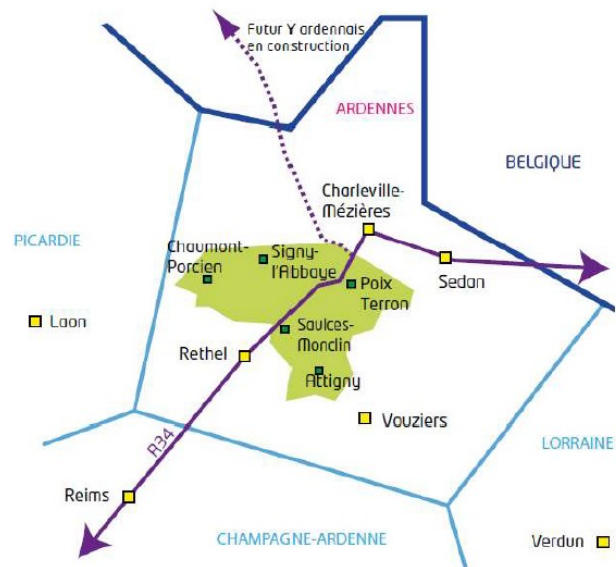 Futur Y ardennais
en construction
ARDENNES
BELGIQUE
Charleville-
Mézières
PICARDIE
Chaumont-
Porcien
Signy-
l'Abbaye
Sedan
Poix
Terron
Laon
Saulces-
Monclin
Rethel
Attigny
Vouziers
LORRAINE
A34
Reims
CHAMPAGNE-ARDENNE
Verdun